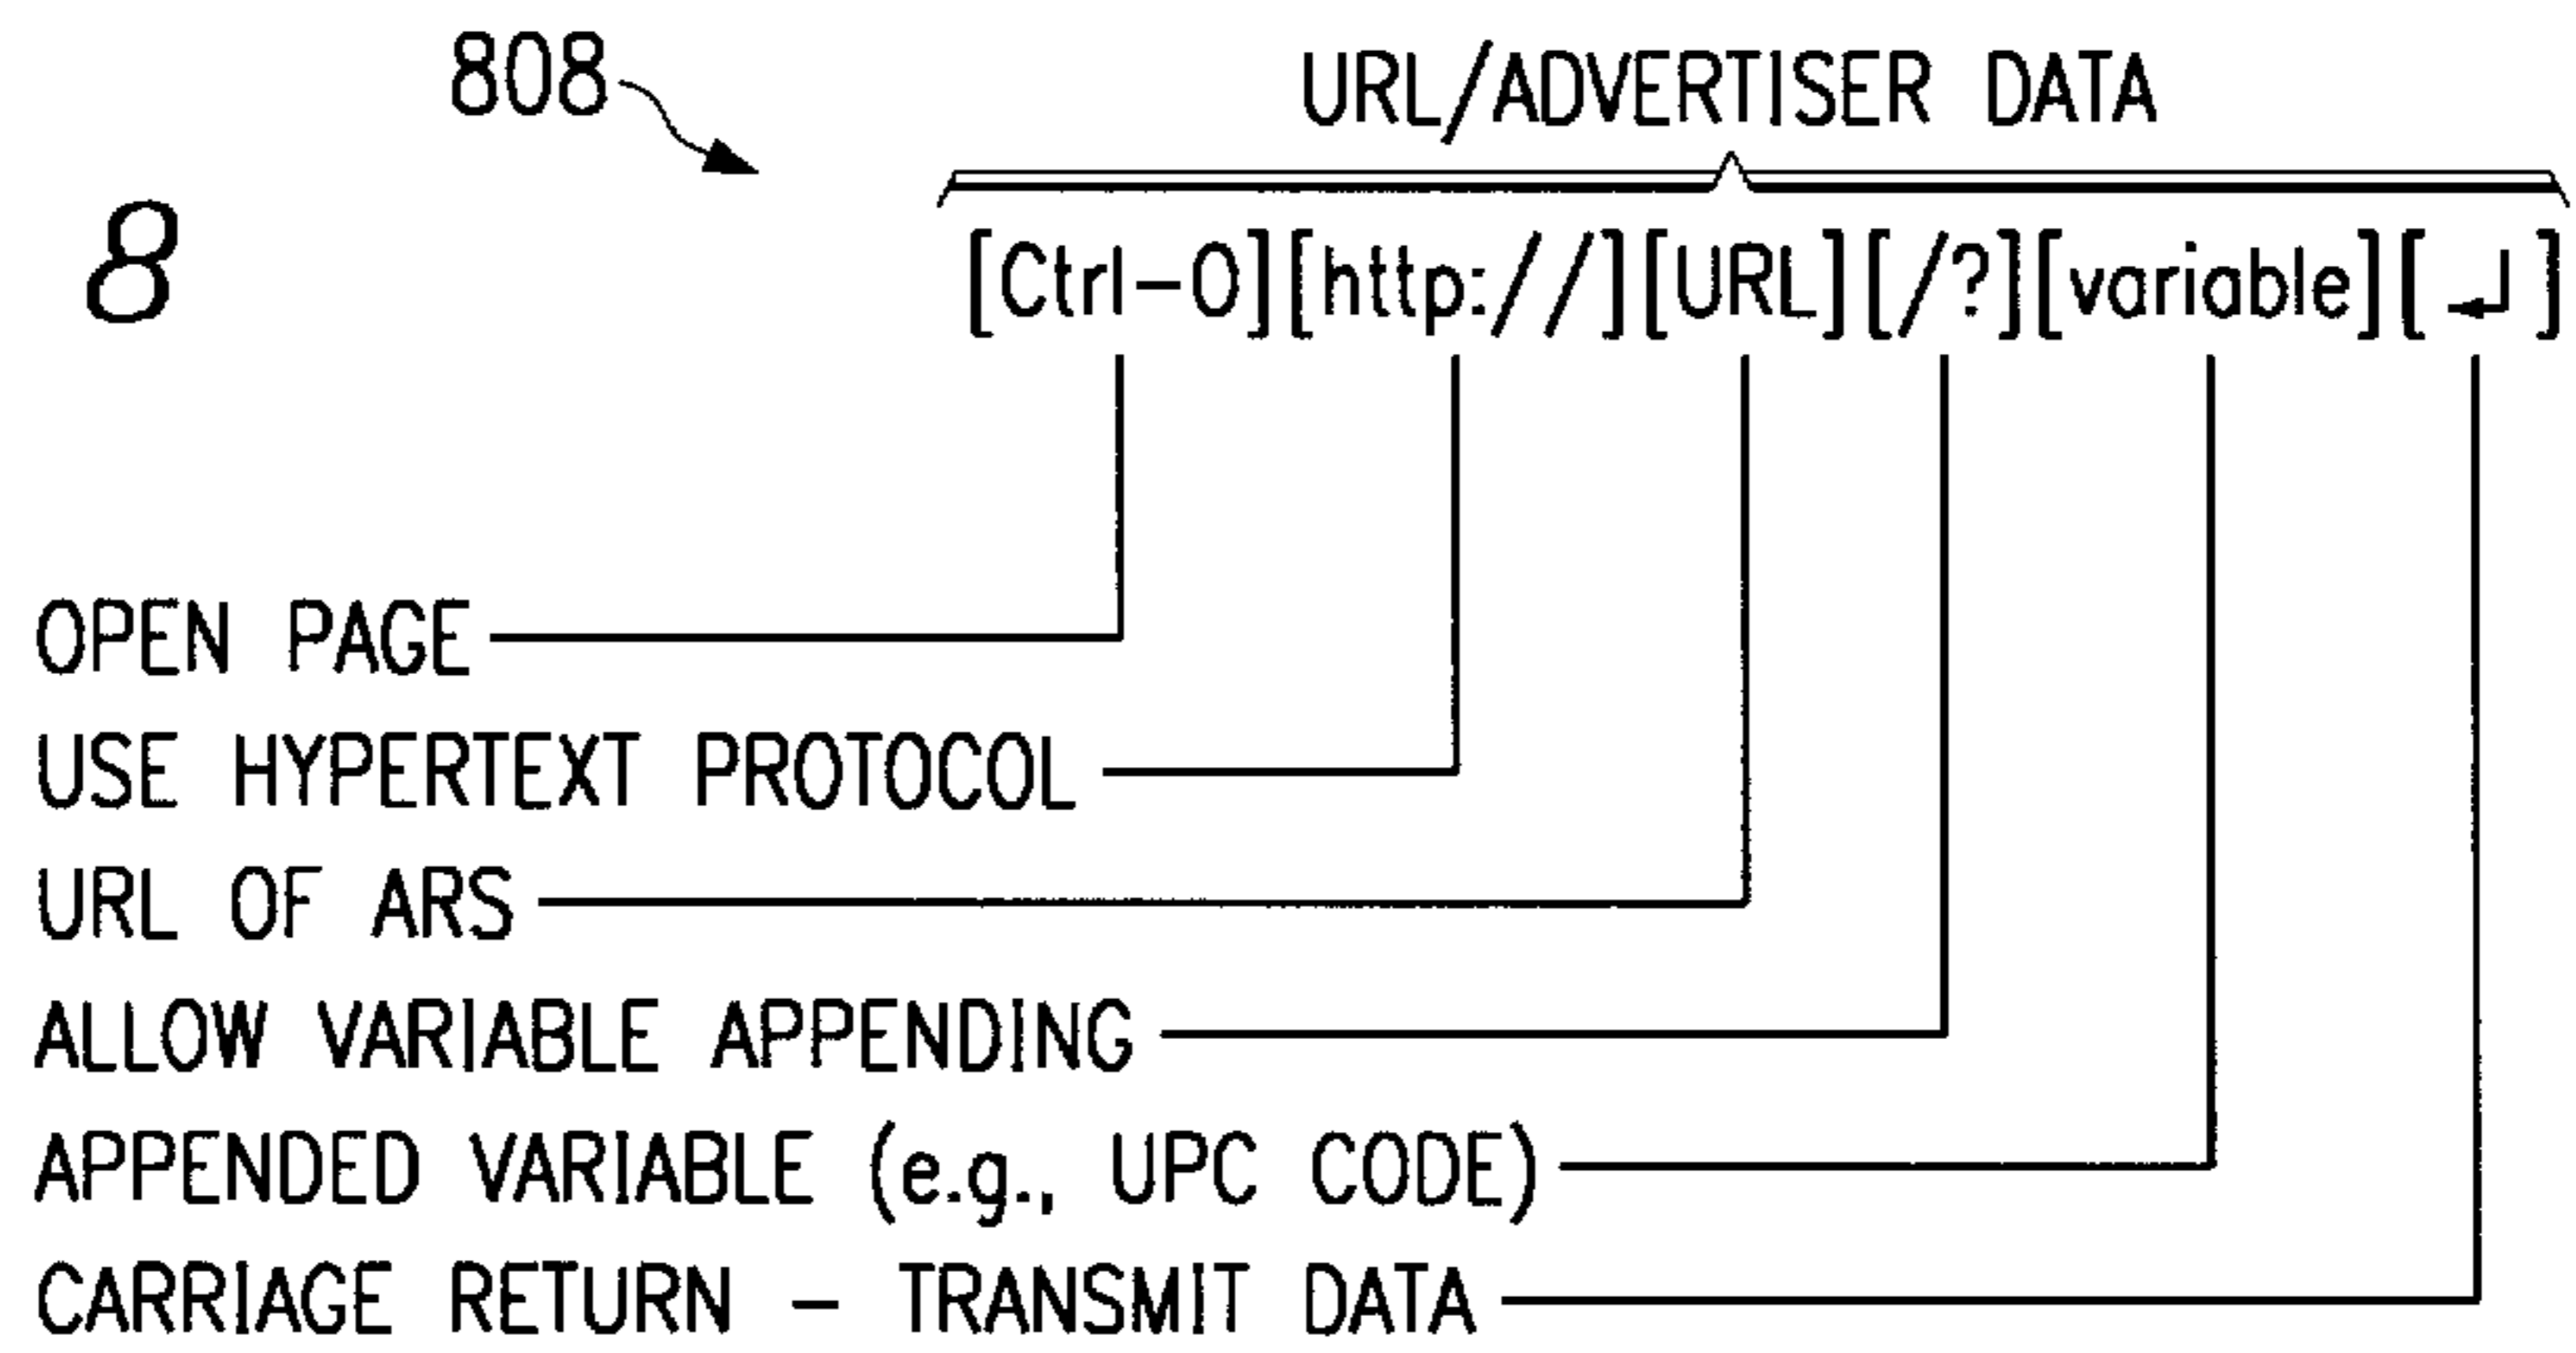 808
URL/ADVERTISER DATA
8
[Ctrl-O][http://][URL][/?][variable][↵]
OPEN PAGE
USE HYPERTEXT PROTOCOL
URL OF ARS
ALLOW VARIABLE APPENDING
APPENDED VARIABLE (e.g., UPC CODE)
CARRIAGE RETURN - TRANSMIT DATA